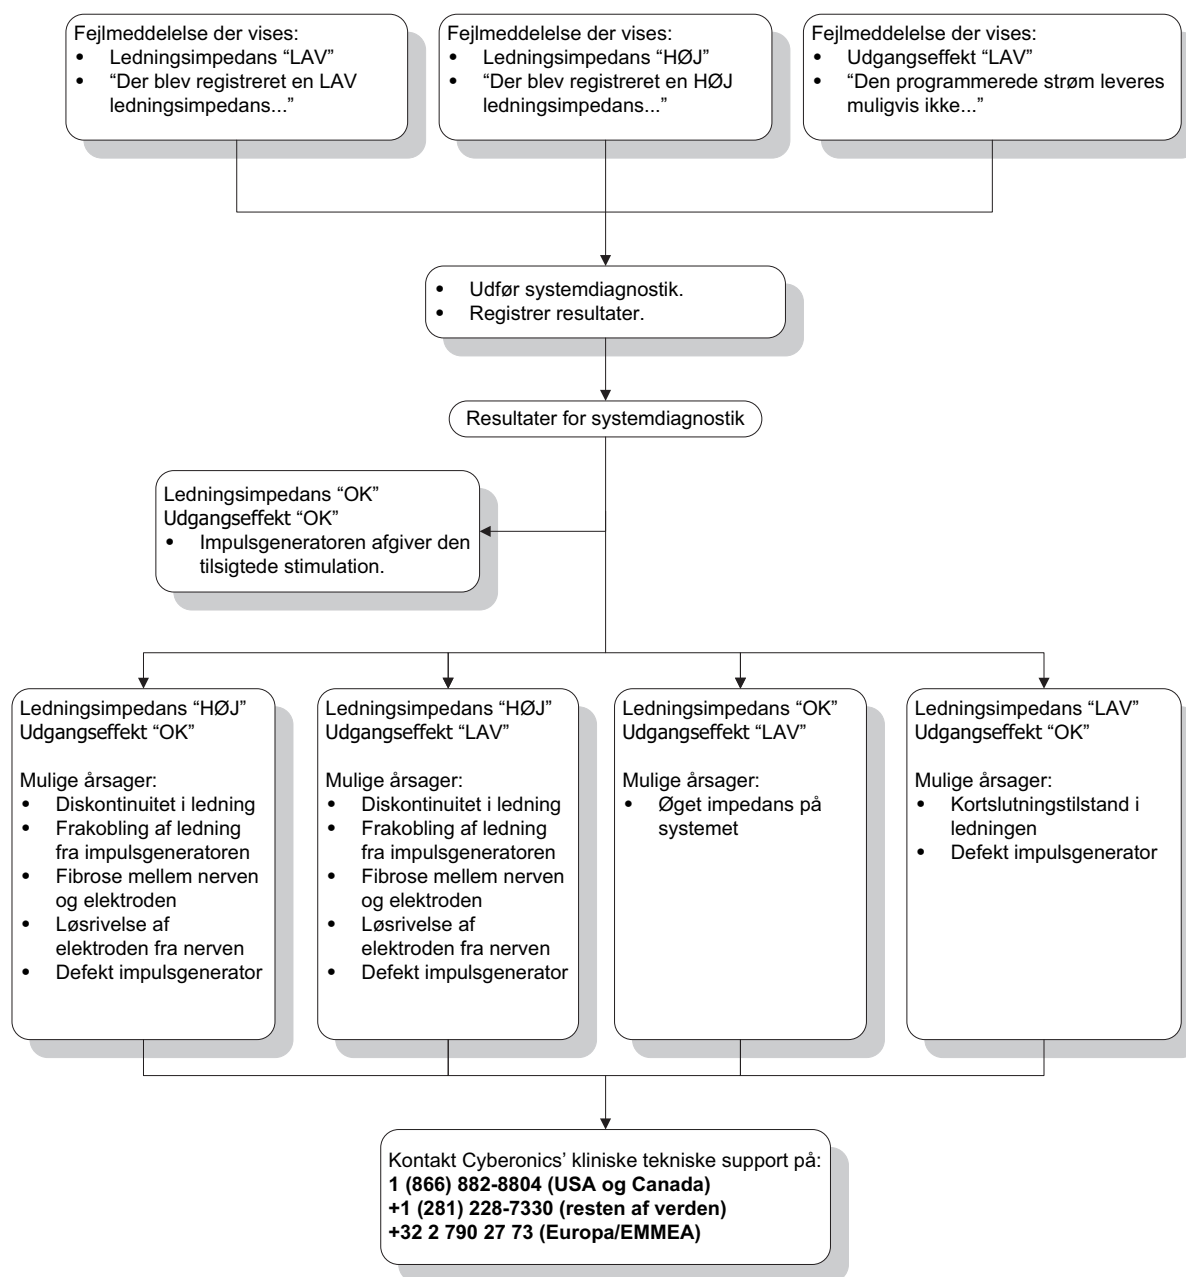 Fejlmeddelelse der vises:
• Ledningsimpedans “LAV”
• “Der blev registreret en LAV
ledningsimpedans...”
Fejlmeddelelse der vises:
• Ledningsimpedans “HØJ”
• “Der blev registreret en HØJ
ledningsimpedans...”
Fejlmeddelelse der vises:
• Udgangseffekt “LAV”
• “Den programmerede strøm leveres
muligvis ikke...”
• Udfør systemdiagnostik.
• Registrer resultater.
Resultater for systemdiagnostik
Ledningsimpedans “OK”
Udgangseffekt “OK”
• Impulsgeneratoren afgiver den
tilsigtede stimulation.
Ledningsimpedans “HØJ”
Udgangseffekt “OK”
Mulige årsager:
• Diskontinuitet i ledning
• Frakobling af ledning
fra impulsgeneratoren
• Fibrose mellem nerven
og elektroden
• Løsrivelse af
elektroden fra nerven
• Defekt impulsgenerator
Ledningsimpedans “HØJ”
Udgangseffekt “LAV”
Mulige årsager:
• Diskontinuitet i ledning
• Frakobling af ledning
fra impulsgeneratoren
• Fibrose mellem nerven
og elektroden
• Løsrivelse af
elektroden fra nerven
• Defekt impulsgenerator
Ledningsimpedans “OK”
Udgangseffekt “LAV”
Mulige årsager:
• Øget impedans på
systemet
Ledningsimpedans “LAV”
Udgangseffekt “OK”
Mulige årsager:
• Kortslutningstilstand i
ledningen
• Defekt impulsgenerator
Kontakt Cyberonics’ kliniske tekniske support på:
1 (866) 882-8804 (USA og Canada)
+1 (281) 228-7330 (resten af verden)
+32 2 790 27 73 (Europa/EMMEA)